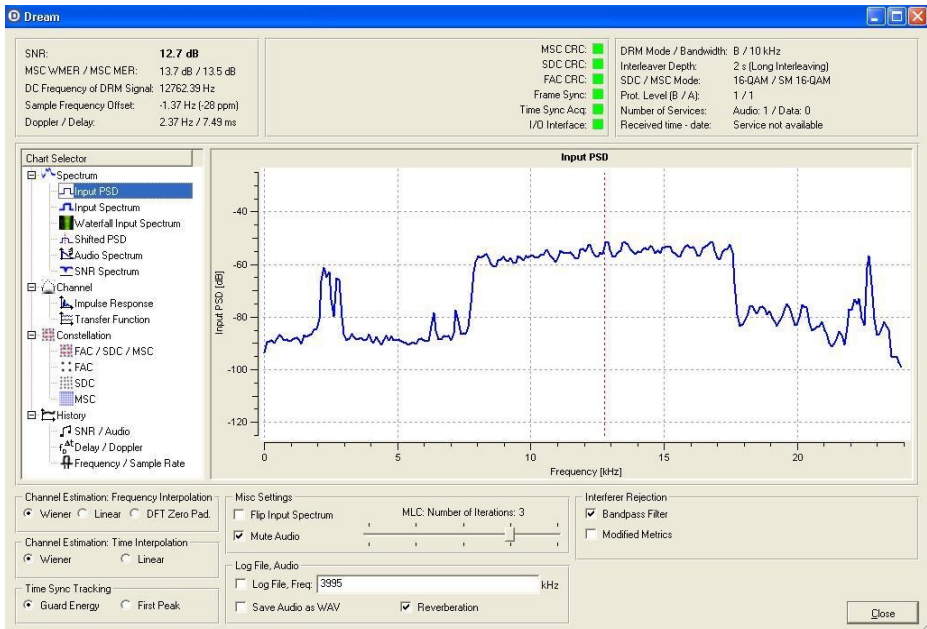 Dream
SNR: 12.7 dB
MSC WMER / MSC MER: 13.7 dB / 13.5 dB
DC Frequency of DRM Signal: 12762.39 Hz
Sample Frequency Offset: -1.37 Hz (-28 ppm)
Doppler / Delay: 2.37 Hz / 7.49 ms
MSC CRC:
SDC CRC:
FAC CRC:
Frame Sync:
Time Sync Acq:
I/O Interface:
DRM Mode / Bandwidth: B / 10 kHz
Interleaver Depth: 2 s (Long Interleaving)
SDC / MSC Mode: 16-QAM / SM 16-QAM
Prot. Level (B / A): 1 / 1
Number of Services: Audio: 1 / Data: 0
Received time - date: Service not available
Chart Selector
Spectrum
Input PSD
Input Spectrum
Waterfall Input Spectrum
Shifted PSD
Audio Spectrum
SNR Spectrum
Channel
Impulse Response
Transfer Function
Constellation
FAC / SDC / MSC
FAC
SDC
MSC
History
SNR / Audio
Delay / Doppler
Frequency / Sample Rate
Input PSD
Input PSD [dB]
-40
-60
-80
-100
-120
0 5 10 15 20
Frequency [kHz]
Channel Estimation: Frequency Interpolation
Wiener Linear DFT Zero Pad.
Channel Estimation: Time Interpolation
Wiener Linear
Time Sync Tracking
Guard Energy First Peak
Misc Settings
Flip Input Spectrum
MLC: Number of Iterations: 3
Mute Audio
Log File, Audio
Log File, Freq: 3995 kHz
Save Audio as WAV Reverberation
Interferer Rejection
Bandpass Filter
Modified Metrics
Close